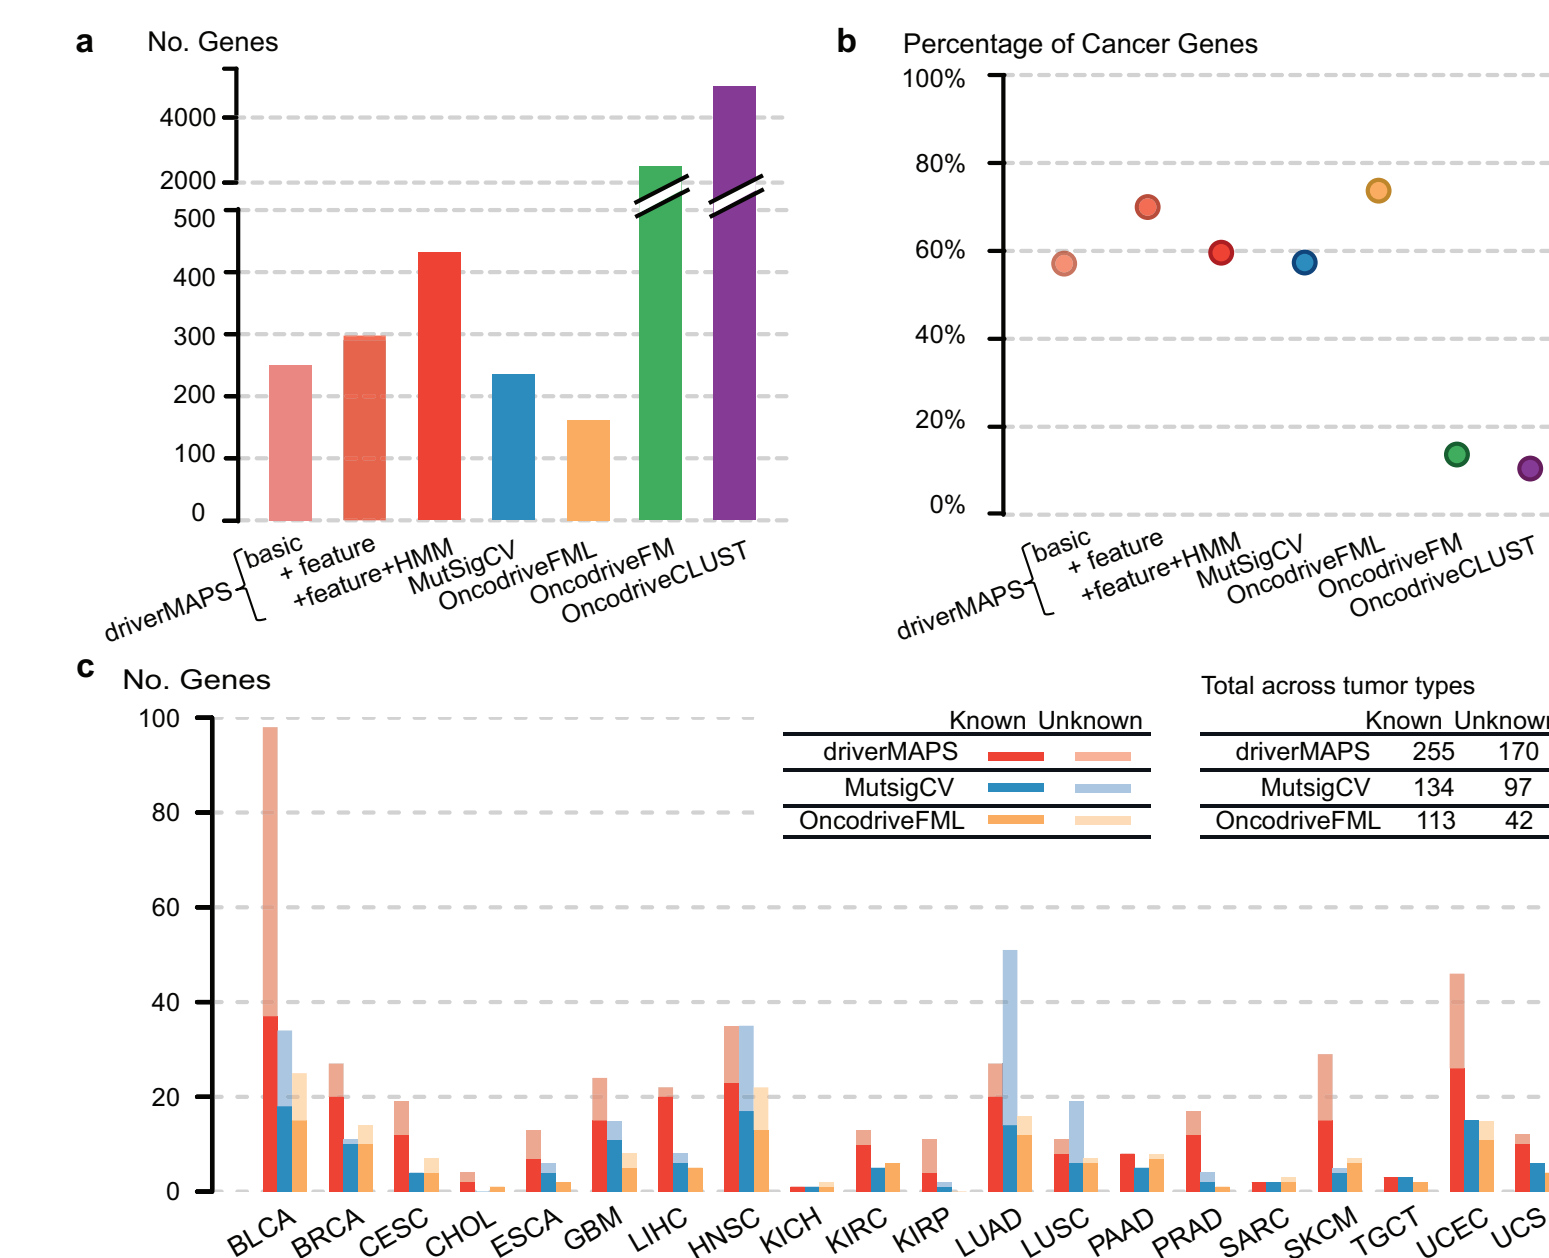 a No. Genes
4000
2000
500
400
300
200
100
0
driverMAPS
basic
+ feature
+feature+HMM
MutSigCV
OncodriveFML
OncodriveFM
OncodriveCLUST
b Percentage of Cancer Genes
100%
80%
60%
40%
20%
0%
driverMAPS
basic
+ feature
+feature+HMM
MutSigCV
OncodriveFML
OncodriveFM
OncodriveCLUST
c No. Genes
100
80
60
40
20
0
Known Unknown
driverMAPS
MutsigCV
OncodriveFML
Total across tumor types
Known Unknown
driverMAPS 255 170
MutsigCV 134 97
OncodriveFML 113 42
BLCA
BRCA
CESC
CHOL
ESCA
GBM
LIHC
HNSC
KICH
KIRC
KIRP
LUAD
LUSC
PAAD
PRAD
SARC
SKCM
TGCT
UCEC
UCS